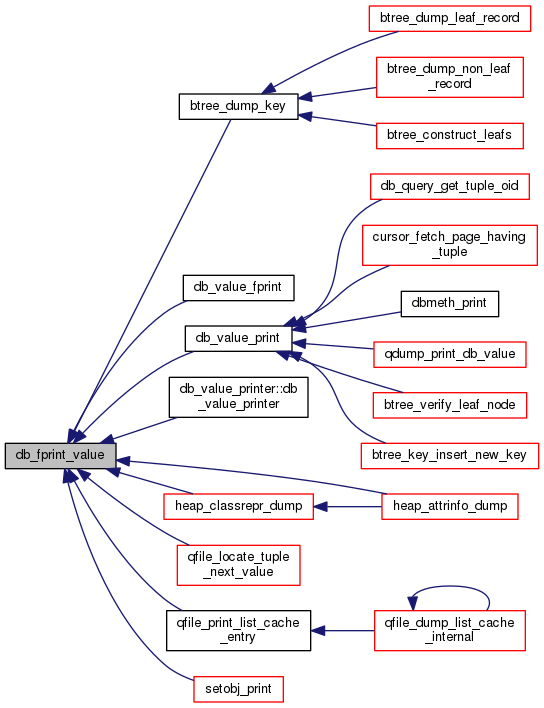 btree_dump_leaf_record
btree_dump_non_leaf
_record
btree_dump_key
btree_construct_leafs
db_query_get_tuple_oid
cursor_fetch_page_having
_tuple
db_value_fprint
dbmeth_print
db_value_print
qdump_print_db_value
db_value_printer::db
_value_printer
btree_verify_leaf_node
db_fprint_value
btree_key_insert_new_key
heap_classrepr_dump
heap_attrinfo_dump
qfile_locate_tuple
_next_value
qfile_print_list_cache
_entry
qfile_dump_list_cache
_internal
setobj_print